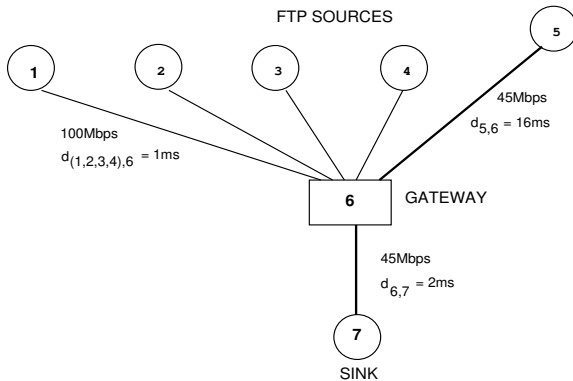 FTP SOURCES
1
2
3
4
5
100Mbps
d(1,2,3,4),6 = 1ms
45Mbps
d5,6 = 16ms
6
GATEWAY
45Mbps
d6,7 = 2ms
7
SINK